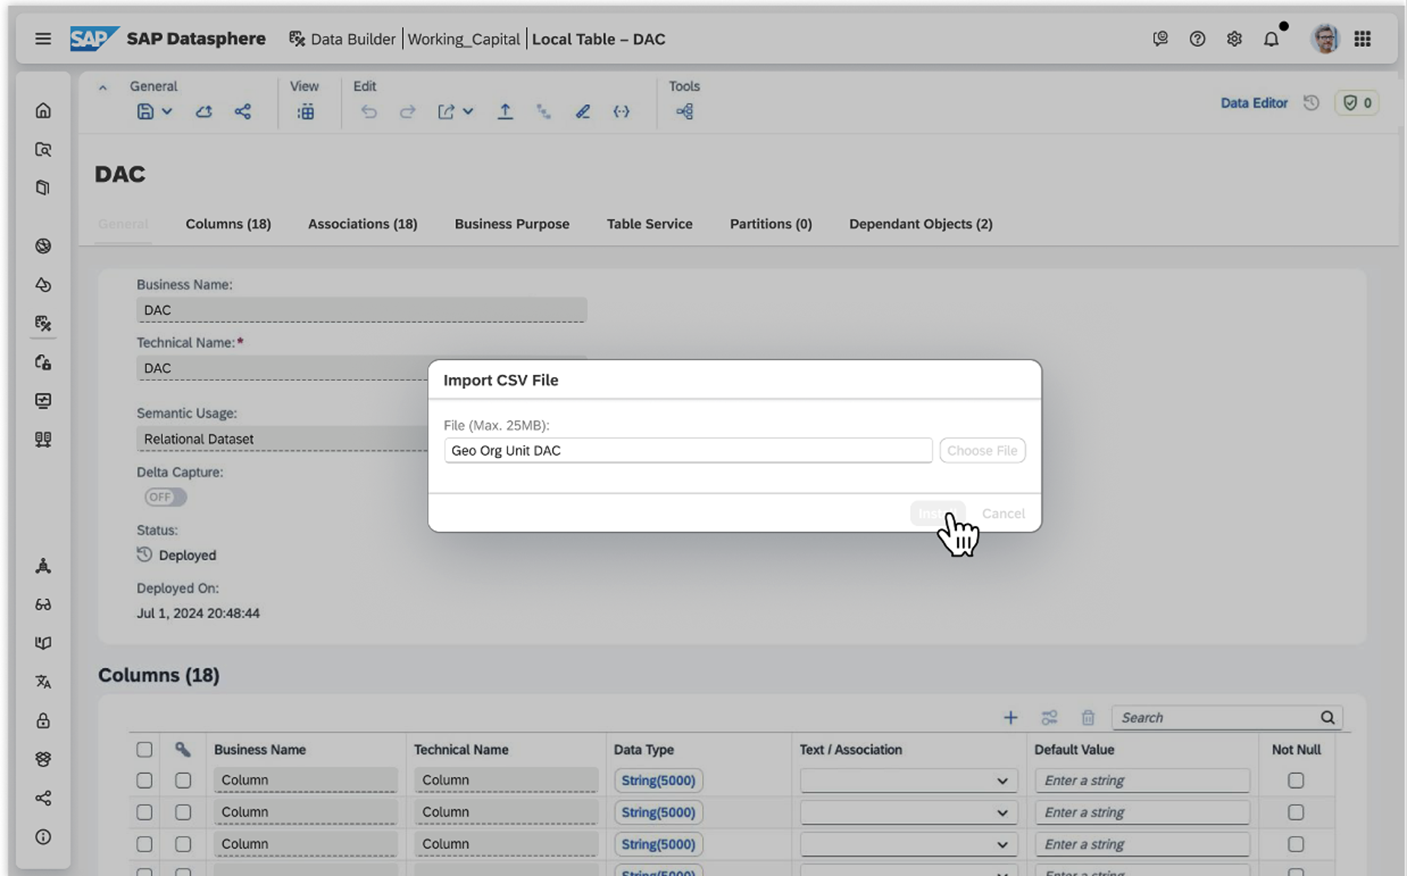 SAP SAP Datasphere Data Builder Working_Capital Local Table – DAC
General View Edit Tools
Data Editor 0
DAC
General Columns (18) Associations (18) Business Purpose Table Service Partitions (0) Dependant Objects (2)
Business Name:
DAC
Technical Name:*
DAC
Semantic Usage:
Relational Dataset
Delta Capture:
OFF
Status:
Deployed
Deployed On:
Jul 1, 2024 20:48:44
Import CSV File
File (Max. 25MB):
Geo Org Unit DAC Choose File
Cancel
Columns (18)
Search
Business Name Technical Name Data Type Text / Association Default Value Not Null
Column Column String(5000) Enter a string
Column Column String(5000) Enter a string
Column Column String(5000) Enter a string
String(5000) Enter a string